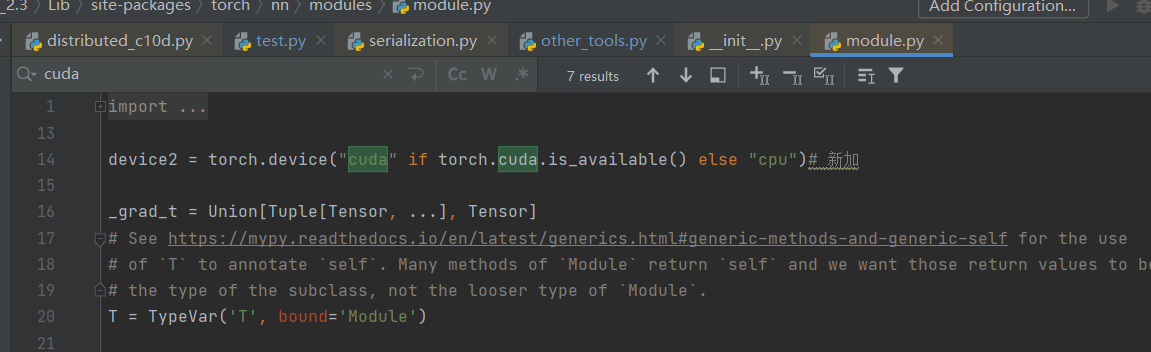 _2.3 › Lib › site-packages › torch › nn › modules › module.py
Add Configuration...
distributed_c10d.py × test.py × serialization.py × other_tools.py × __init__.py × module.py ×
cuda × Cc W .* 7 results
1 import ...
13
14 device2 = torch.device("cuda" if torch.cuda.is_available() else "cpu")# 新加
15
16 _grad_t = Union[Tuple[Tensor, ...], Tensor]
17 # See https://mypy.readthedocs.io/en/latest/generics.html#generic-methods-and-generic-self for the use
18 # of `T` to annotate `self`. Many methods of `Module` return `self` and we want those return values to be
19 # the type of the subclass, not the looser type of `Module`.
20 T = TypeVar('T', bound='Module')
21